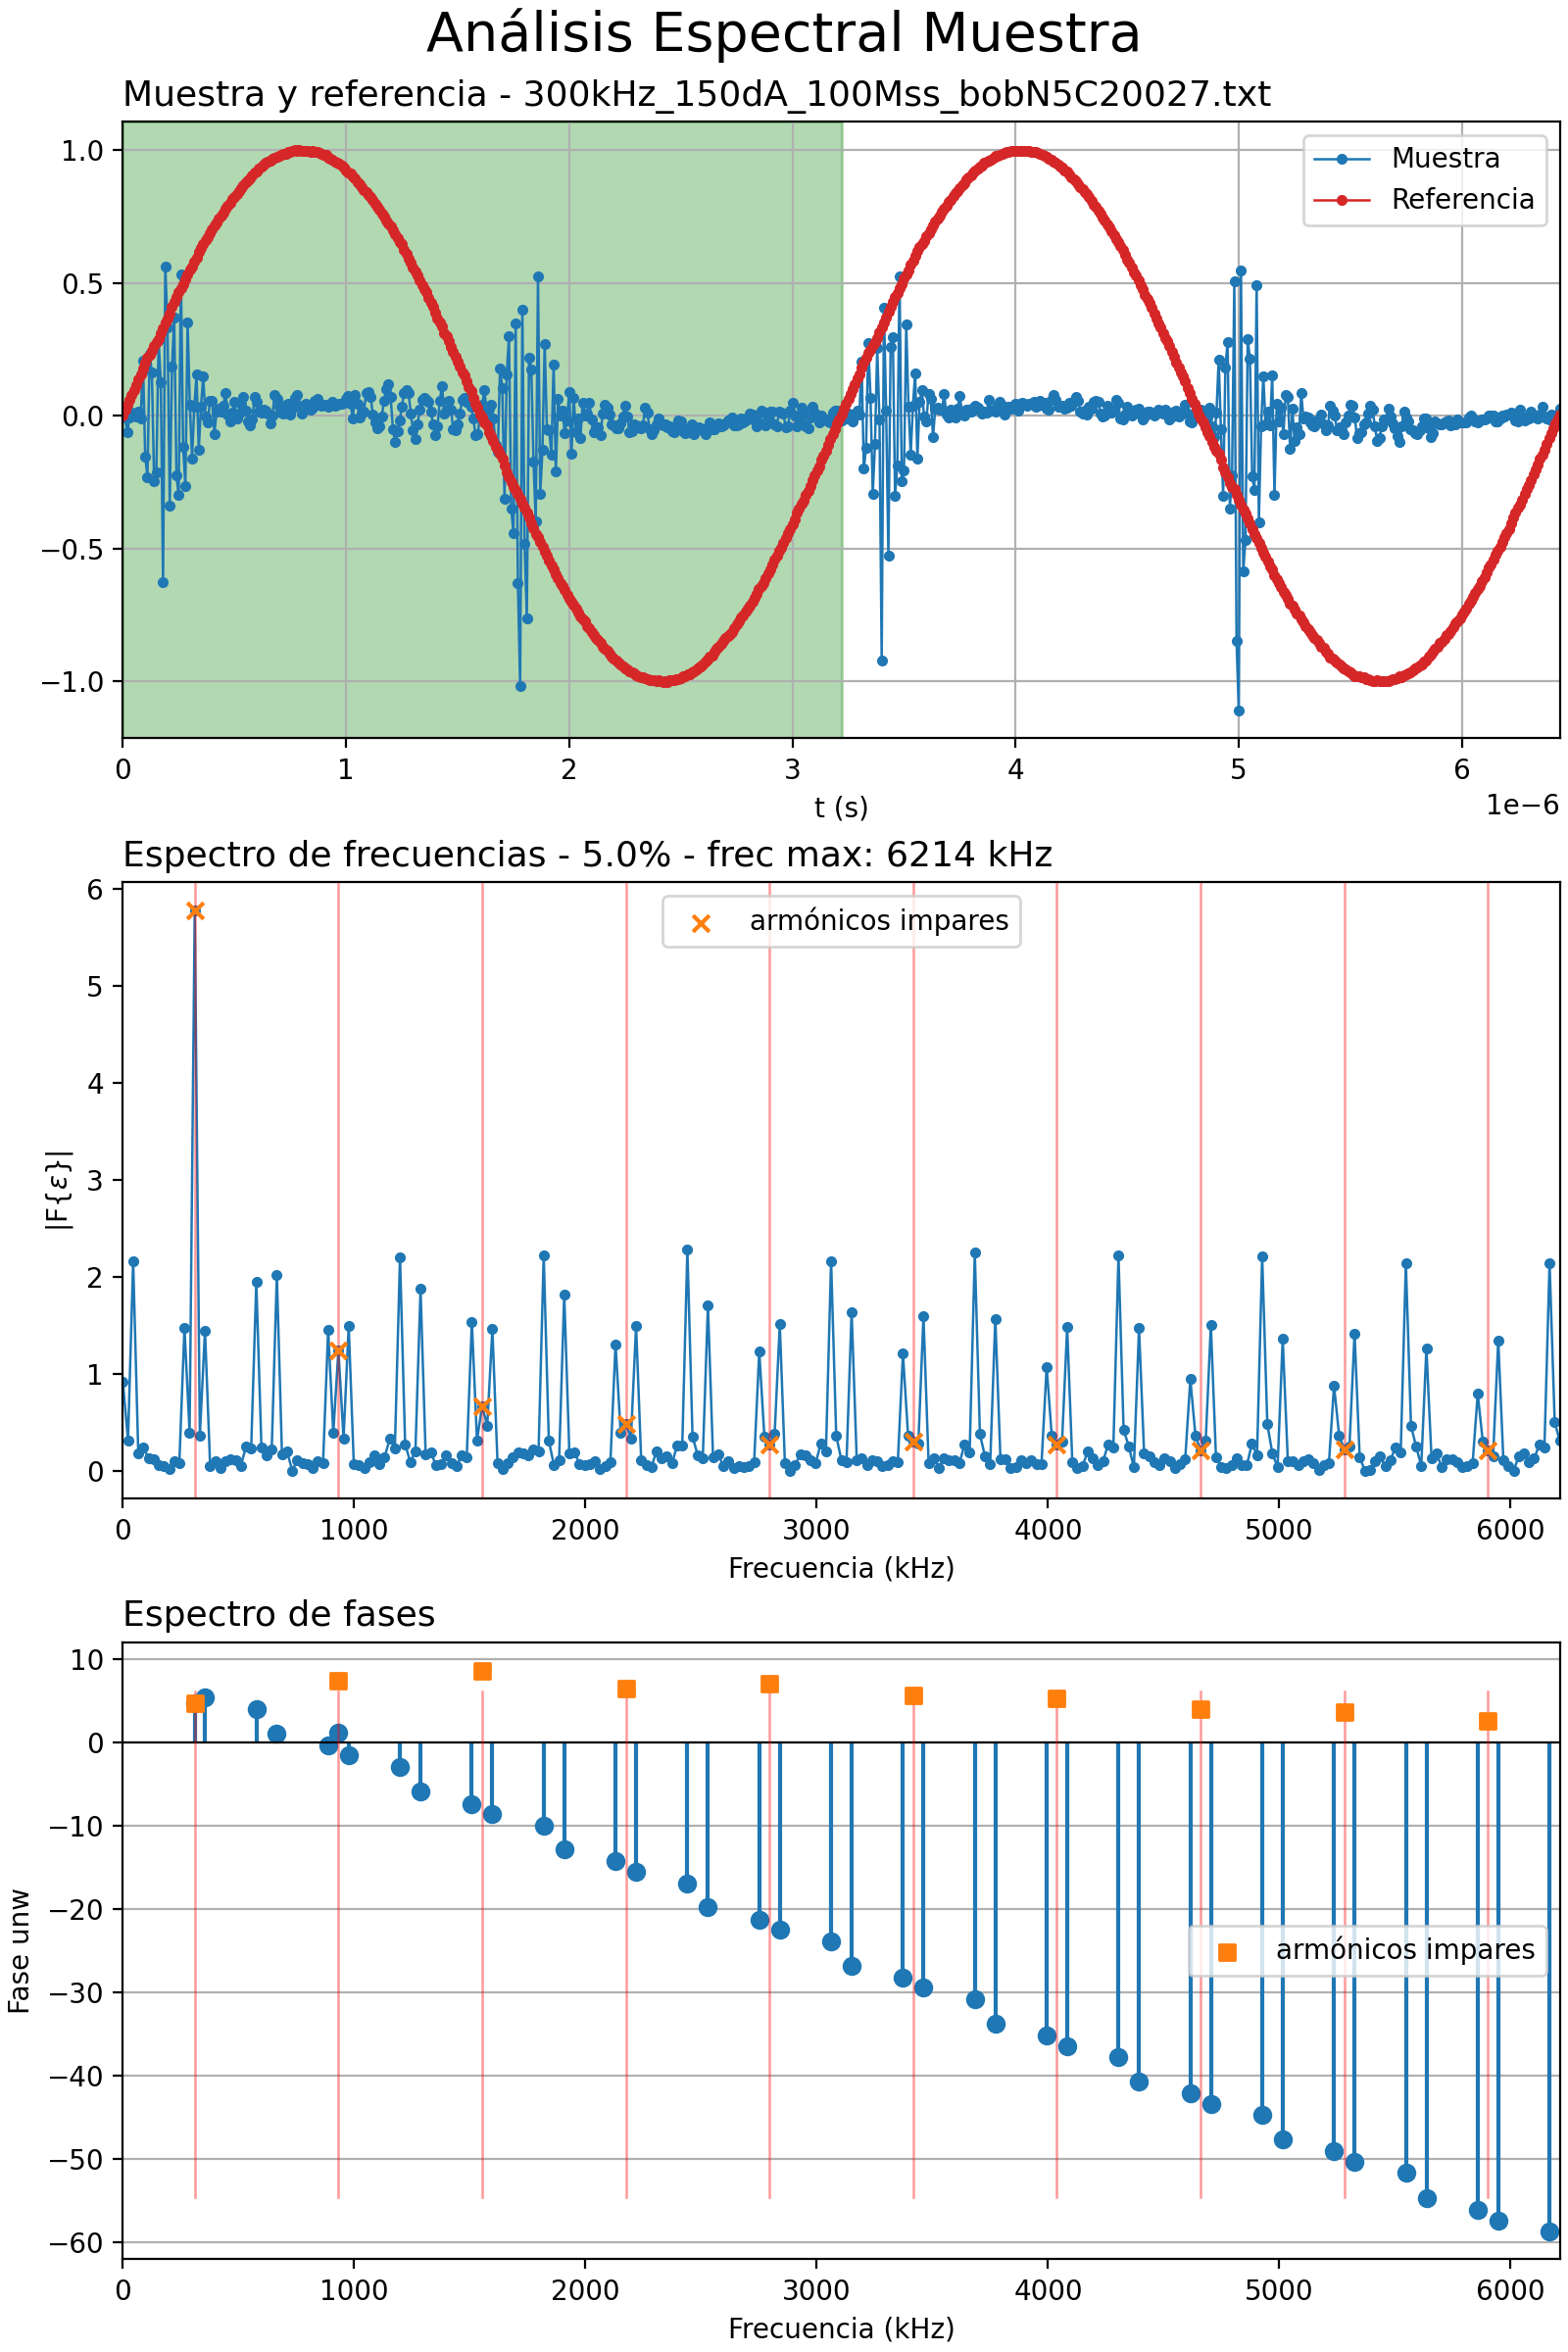 Análisis Espectral Muestra
Muestra y referencia - 300kHz_150dA_100Mss_bobN5C20027.txt
1.0
0.5
0.0
−0.5
−1.0
Muestra
Referencia
0 1 2 3 4 5 6
t (s)
1e−6
Espectro de frecuencias - 5.0% - frec max: 6214 kHz
6
5
4
3
2
1
0
|F{ε}|
armónicos impares
0 1000 2000 3000 4000 5000 6000
Frecuencia (kHz)
Espectro de fases
10
0
−10
−20
−30
−40
−50
−60
Fase unw
armónicos impares
0 1000 2000 3000 4000 5000 6000
Frecuencia (kHz)